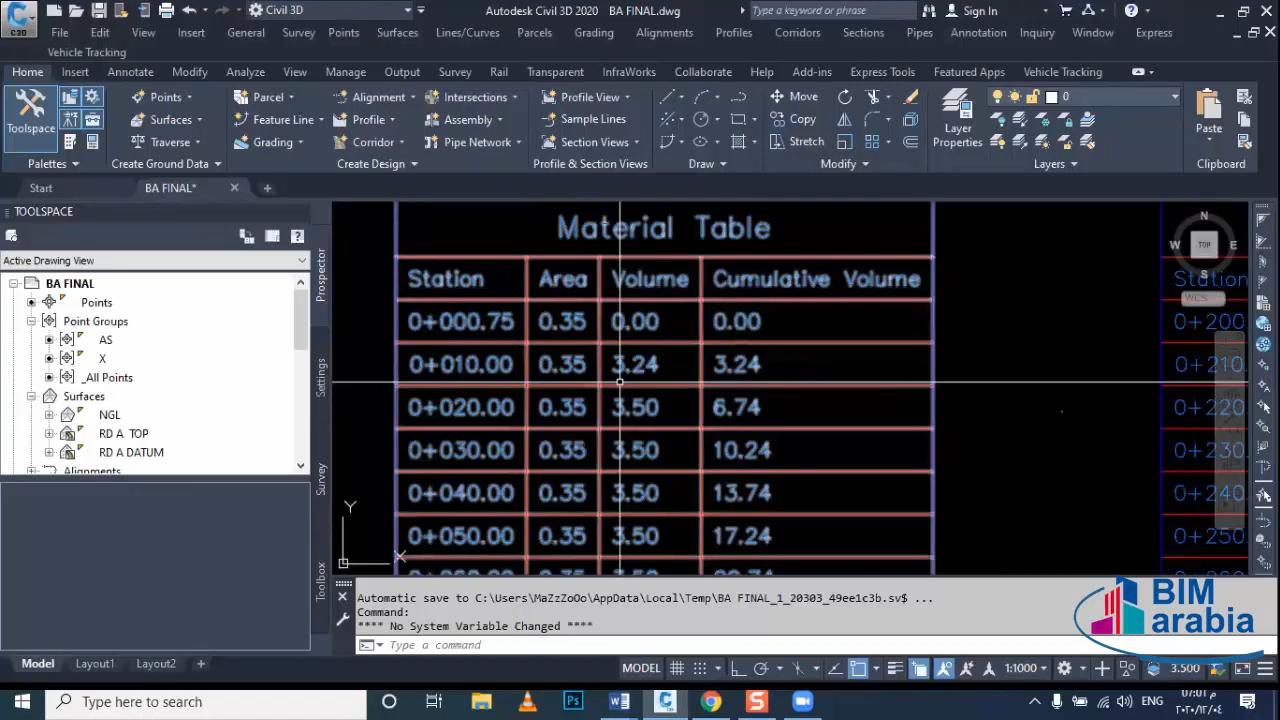 C3D
Civil 3D
Autodesk Civil 3D 2020 BA FINAL.dwg
Type a keyword or phrase
Sign In
File Edit View Insert General Survey Points Surfaces Lines/Curves Parcels Grading Alignments Profiles Corridors Sections Pipes Annotation Inquiry Window Express
Vehicle Tracking
Home Insert Annotate Modify Analyze View Manage Output Survey Rail Transparent InfraWorks Collaborate Help Add-ins Express Tools Featured Apps Vehicle Tracking
Points Parcel Alignment Intersections Profile View Move 0
Toolspace Surfaces Feature Line Profile Assembly Sample Lines Copy Layer Properties Paste
Traverse Grading Corridor Pipe Network Section Views Stretch
Palettes Create Ground Data Create Design Profile & Section Views Draw Modify Layers Clipboard
Start BA FINAL*
TOOLSPACE
Active Drawing View
BA FINAL
Points
Point Groups
AS
X
_All Points
Surfaces
NGL
RD A TOP
RD A DATUM
Alignments
Prospector
Settings
Survey
Toolbox
Material Table
Station Area Volume Cumulative Volume
0+000.75 0.35 0.00 0.00
0+010.00 0.35 3.24 3.24
0+020.00 0.35 3.50 6.74
0+030.00 0.35 3.50 10.24
0+040.00 0.35 3.50 13.74
0+050.00 0.35 3.50 17.24
Station
0+200
0+210
0+220
0+230
0+240
0+250
N
W TOP E
S
WCS
Y
X
Automatic save to C:\Users\MaZzZoOo\AppData\Local\Temp\BA FINAL_1_20303_49ee1c3b.sv$ ...
Command:
**** No System Variable Changed ****
Type a command
BIM
arabia
Model Layout1 Layout2
MODEL 1:1000 3.500
Type here to search
ENG
م 07:01
٢٠٢٠/١٢/٠٤